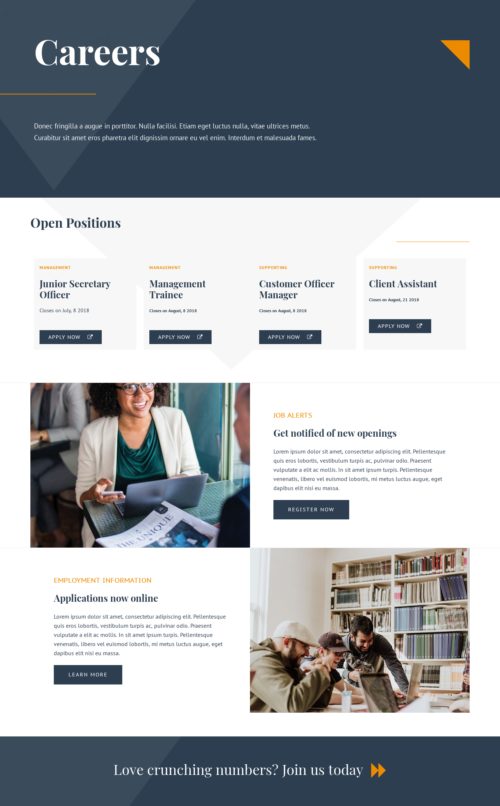 Careers
Donec fringilla a augue in porttitor. Nulla facilisi. Etiam eget luctus nulla, vitae ultrices metus.
Curabitur sit amet eros pharetra elit dignissim ornare eu vel enim. Interdum et malesuada fames.
Open Positions
MANAGEMENT
Junior Secretary
Officer
Closes on July, 8 2018
APPLY NOW
MANAGEMENT
Management
Trainee
Closes on August, 8 2018
APPLY NOW
SUPPORTING
Customer Officer
Manager
Closes on August, 8 2018
APPLY NOW
SUPPORTING
Client Assistant
Closes on August, 21 2018
APPLY NOW
THE UNIQUE
JOB ALERTS
Get notified of new openings
Lorem ipsum dolor sit amet, consectetur adipiscing elit. Pellentesque
quis eros lobortis, vestibulum turpis ac, pulvinar odio. Praesent
vulputate a elit ac mollis. In sit amet ipsum turpis. Pellentesque
venenatis, libero vel euismod lobortis, mi metus luctus augue, eget
dapibus elit nisi eu massa.
REGISTER NOW
EMPLOYMENT INFORMATION
Applications now online
Lorem ipsum dolor sit amet, consectetur adipiscing elit. Pellentesque
quis eros lobortis, vestibulum turpis ac, pulvinar odio. Praesent
vulputate a elit ac mollis. In sit amet ipsum turpis. Pellentesque
venenatis, libero vel euismod lobortis, mi metus luctus augue, eget
dapibus elit nisi eu massa.
LEARN MORE
Love crunching numbers? Join us today